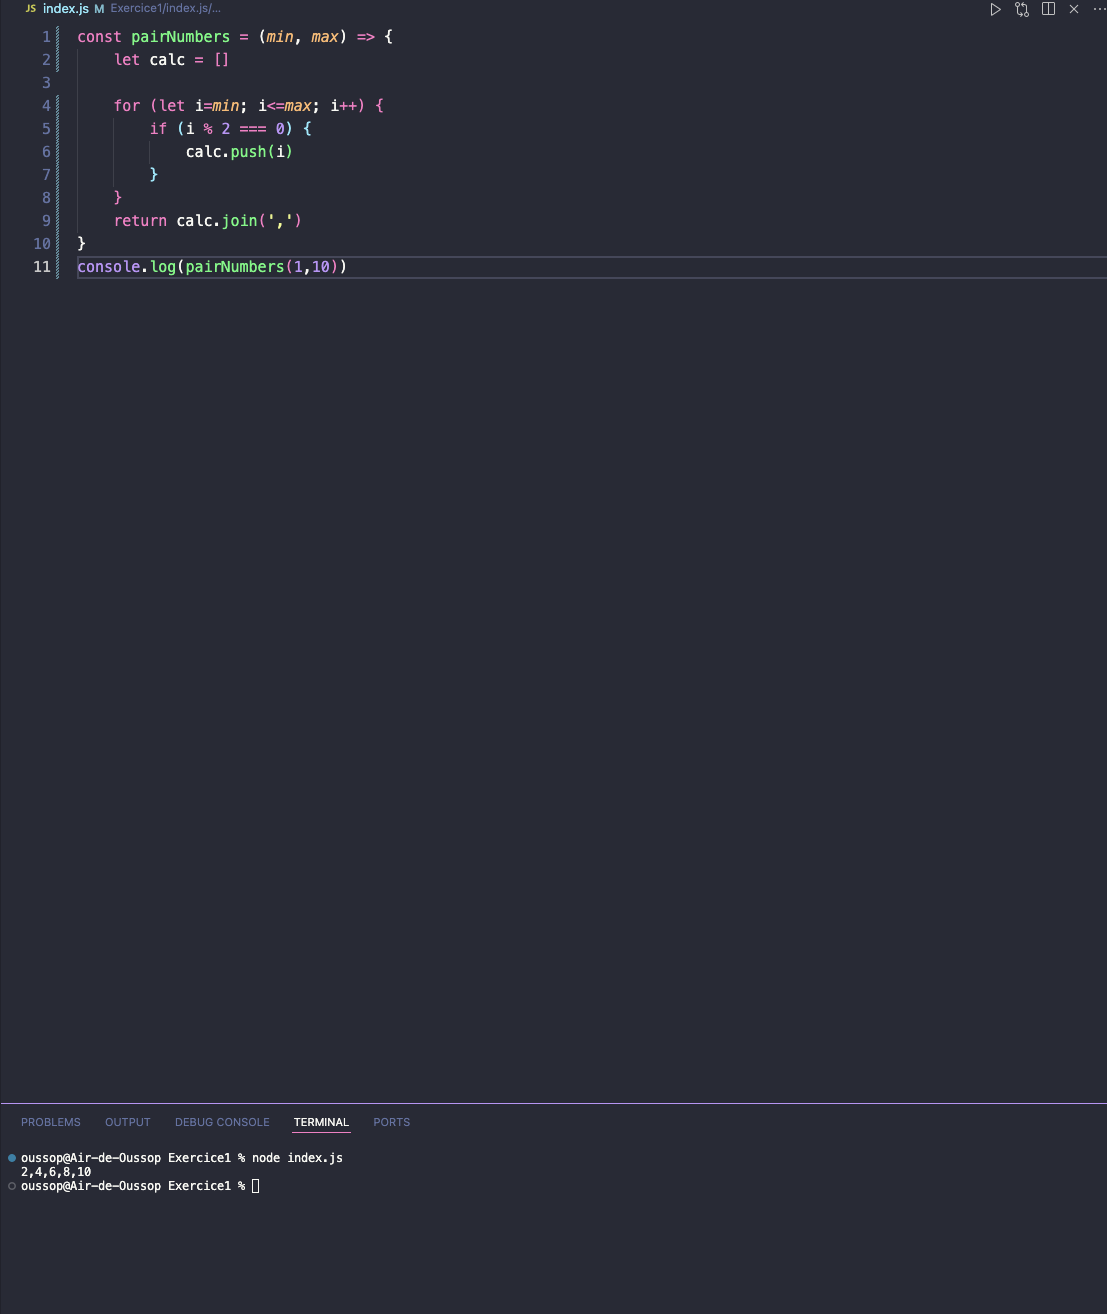 JS index.js M Exercice1/index.js/...
1 const pairNumbers = (min, max) => {
2     let calc = []
3
4     for (let i=min; i<=max; i++) {
5         if (i % 2 === 0) {
6             calc.push(i)
7         }
8     }
9     return calc.join(',')
10 }
11 console.log(pairNumbers(1,10))
PROBLEMS OUTPUT DEBUG CONSOLE TERMINAL PORTS
oussop@Air-de-Oussop Exercice1 % node index.js
2,4,6,8,10
oussop@Air-de-Oussop Exercice1 %